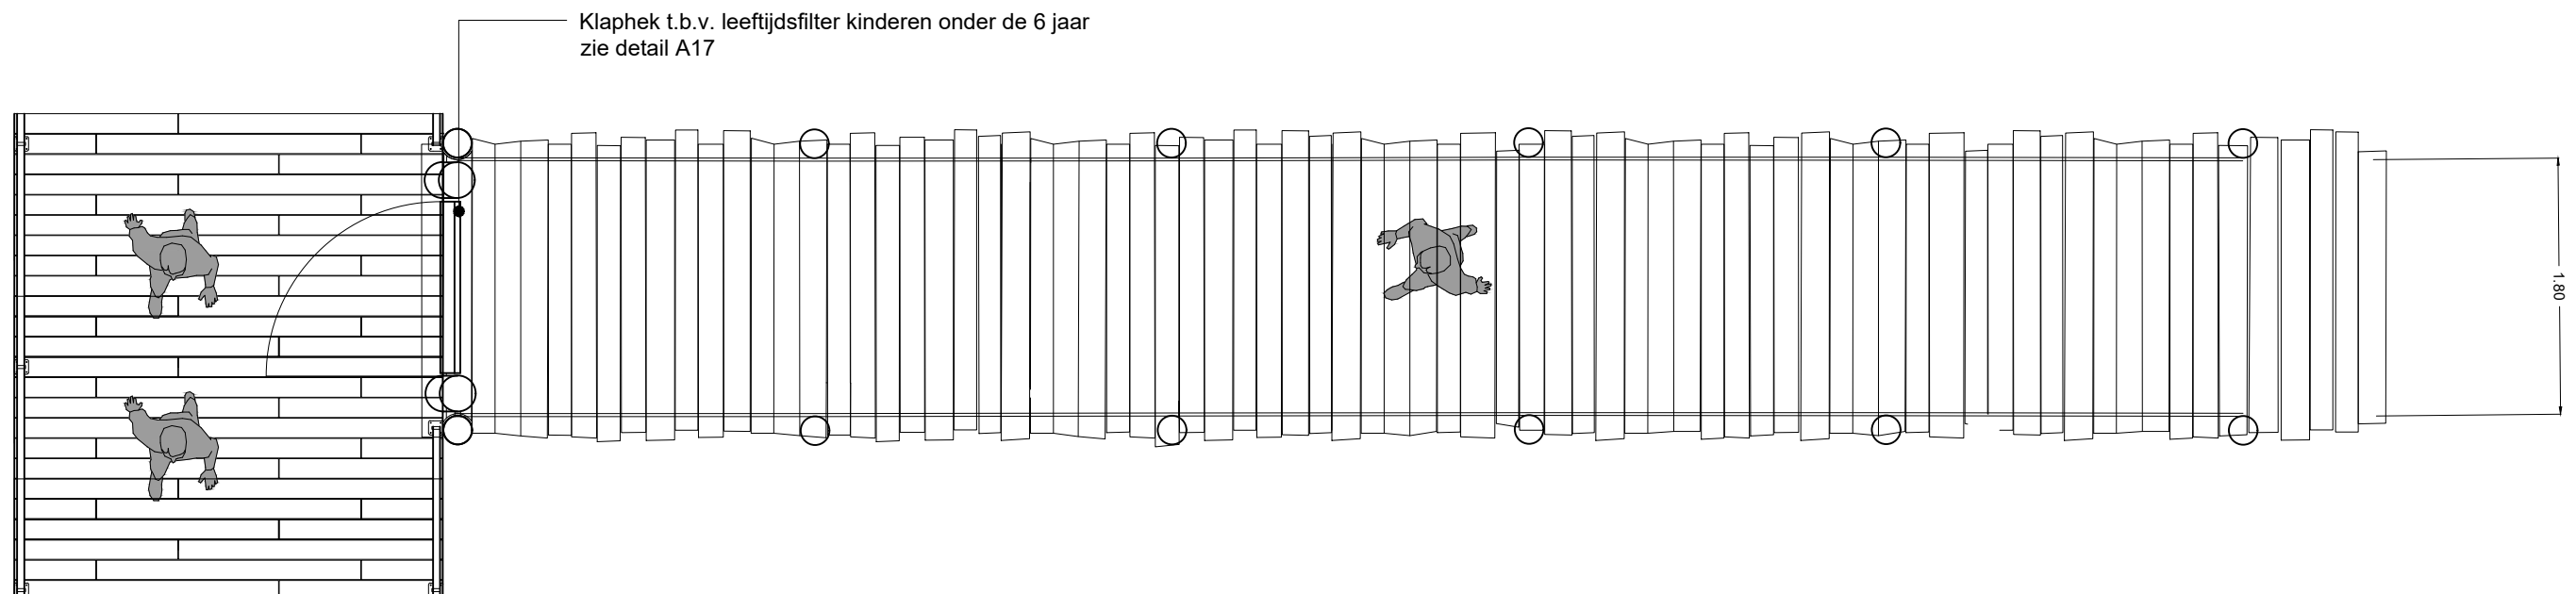 Klaphek t.b.v. leeftijdsfilter kinderen onder de 6 jaar
zie detail A17
1.80